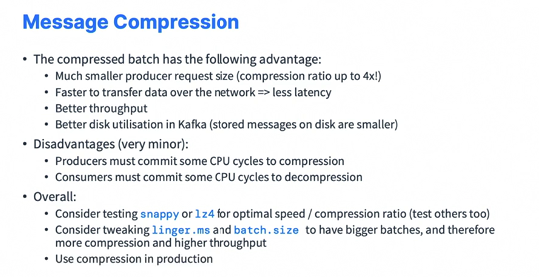 Message Compression
• The compressed batch has the following advantage:
• Much smaller producer request size (compression ratio up to 4x!)
• Faster to transfer data over the network => less latency
• Better throughput
• Better disk utilisation in Kafka (stored messages on disk are smaller)
• Disadvantages (very minor):
• Producers must commit some CPU cycles to compression
• Consumers must commit some CPU cycles to decompression
• Overall:
• Consider testing snappy or lz4 for optimal speed / compression ratio (test others too)
• Consider tweaking linger.ms and batch.size to have bigger batches, and therefore
more compression and higher throughput
• Use compression in production